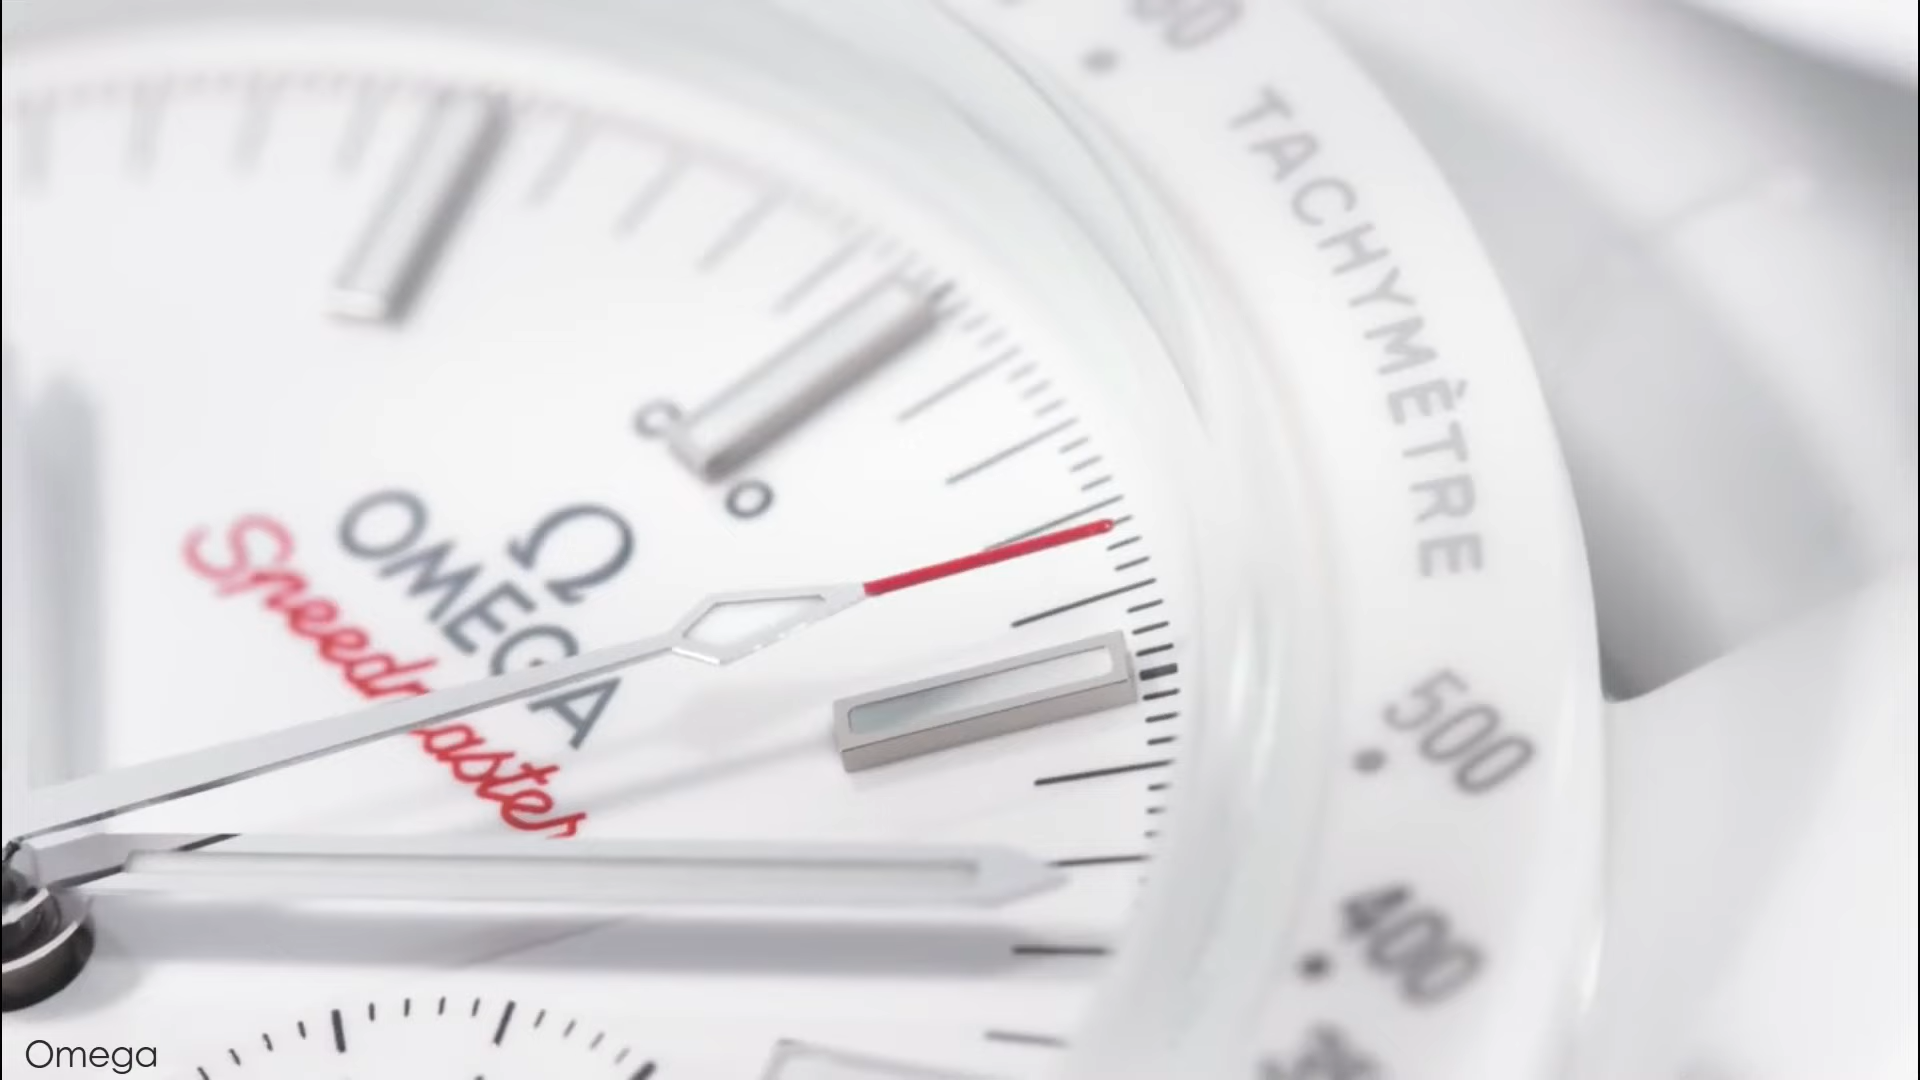 TACHYMÈTRE
500
400
Ω
OMEGA
Speedmaster
Omega